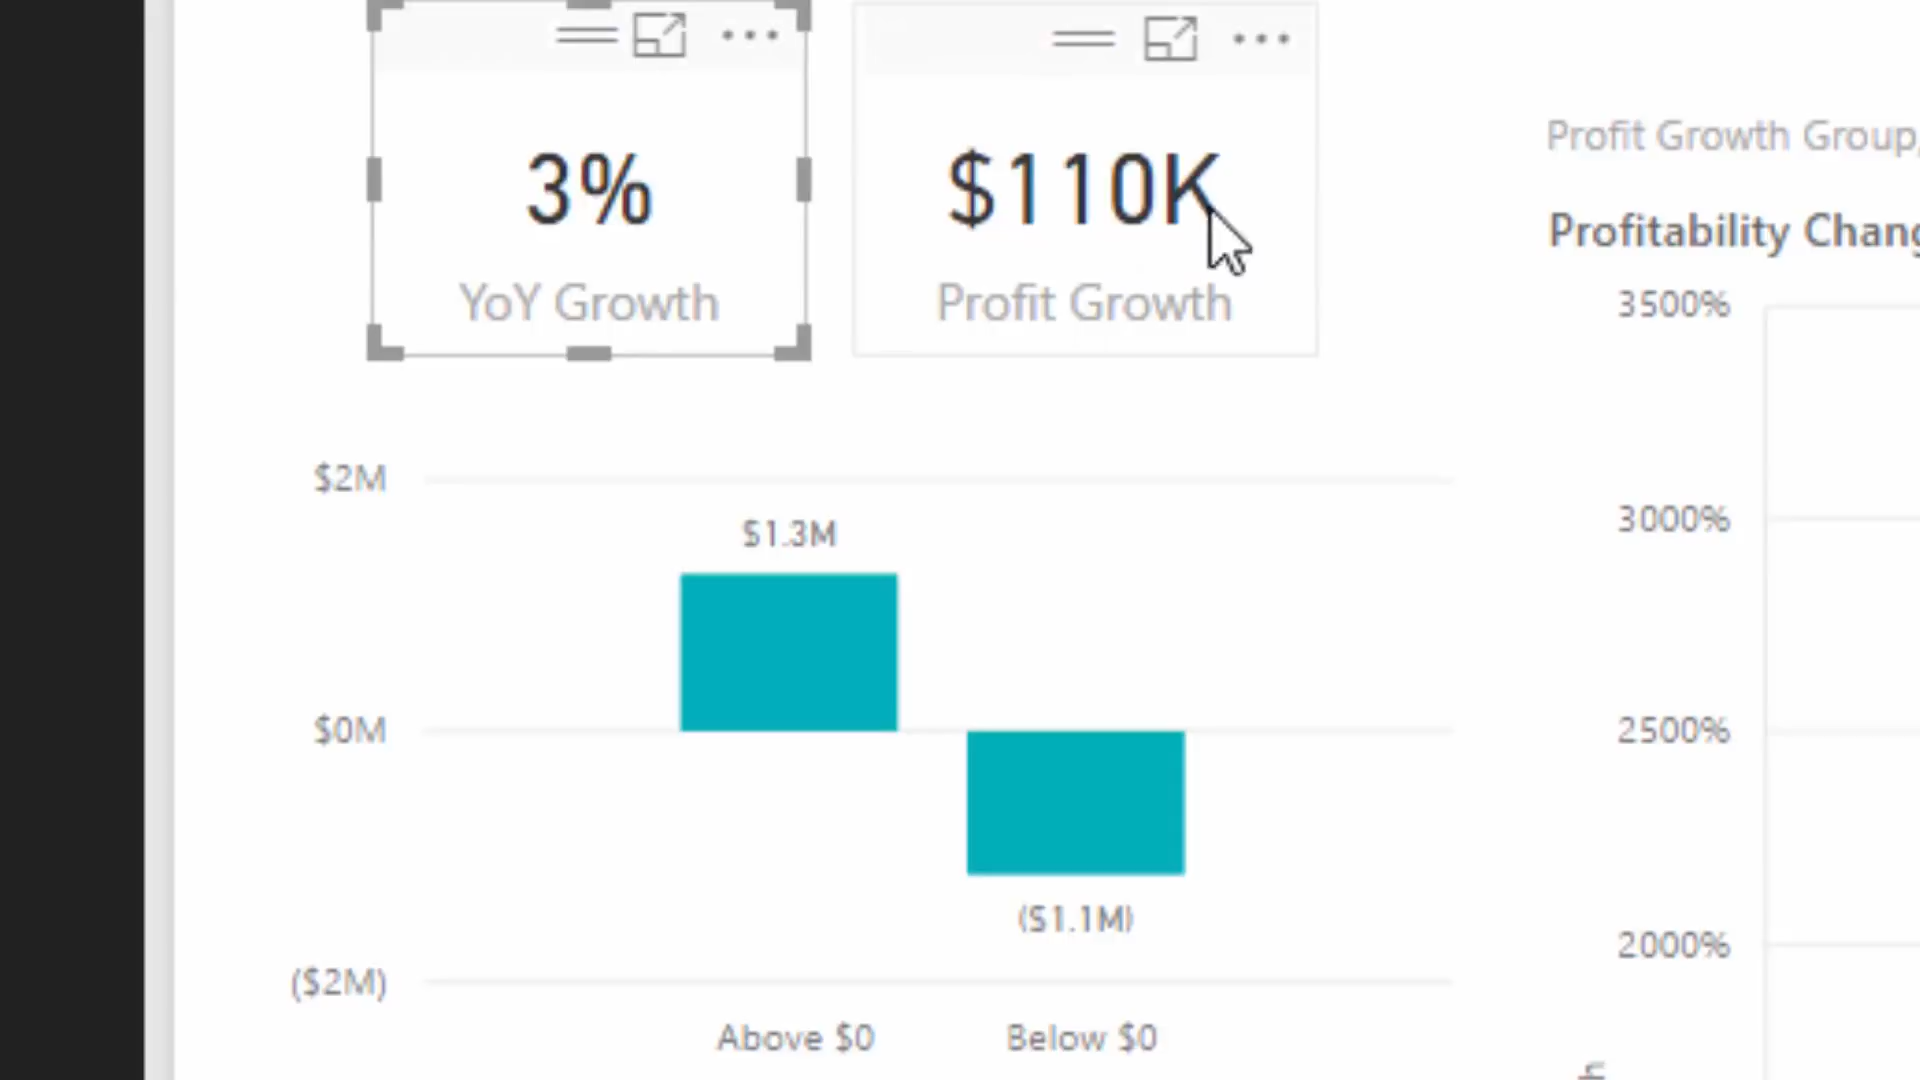 3%
YoY Growth
$110K
Profit Growth
$2M
$1.3M
$0M
($1.1M)
($2M)
Above $0
Below $0
Profit Growth Group,
Profitability Chang
3500%
3000%
2500%
2000%
h